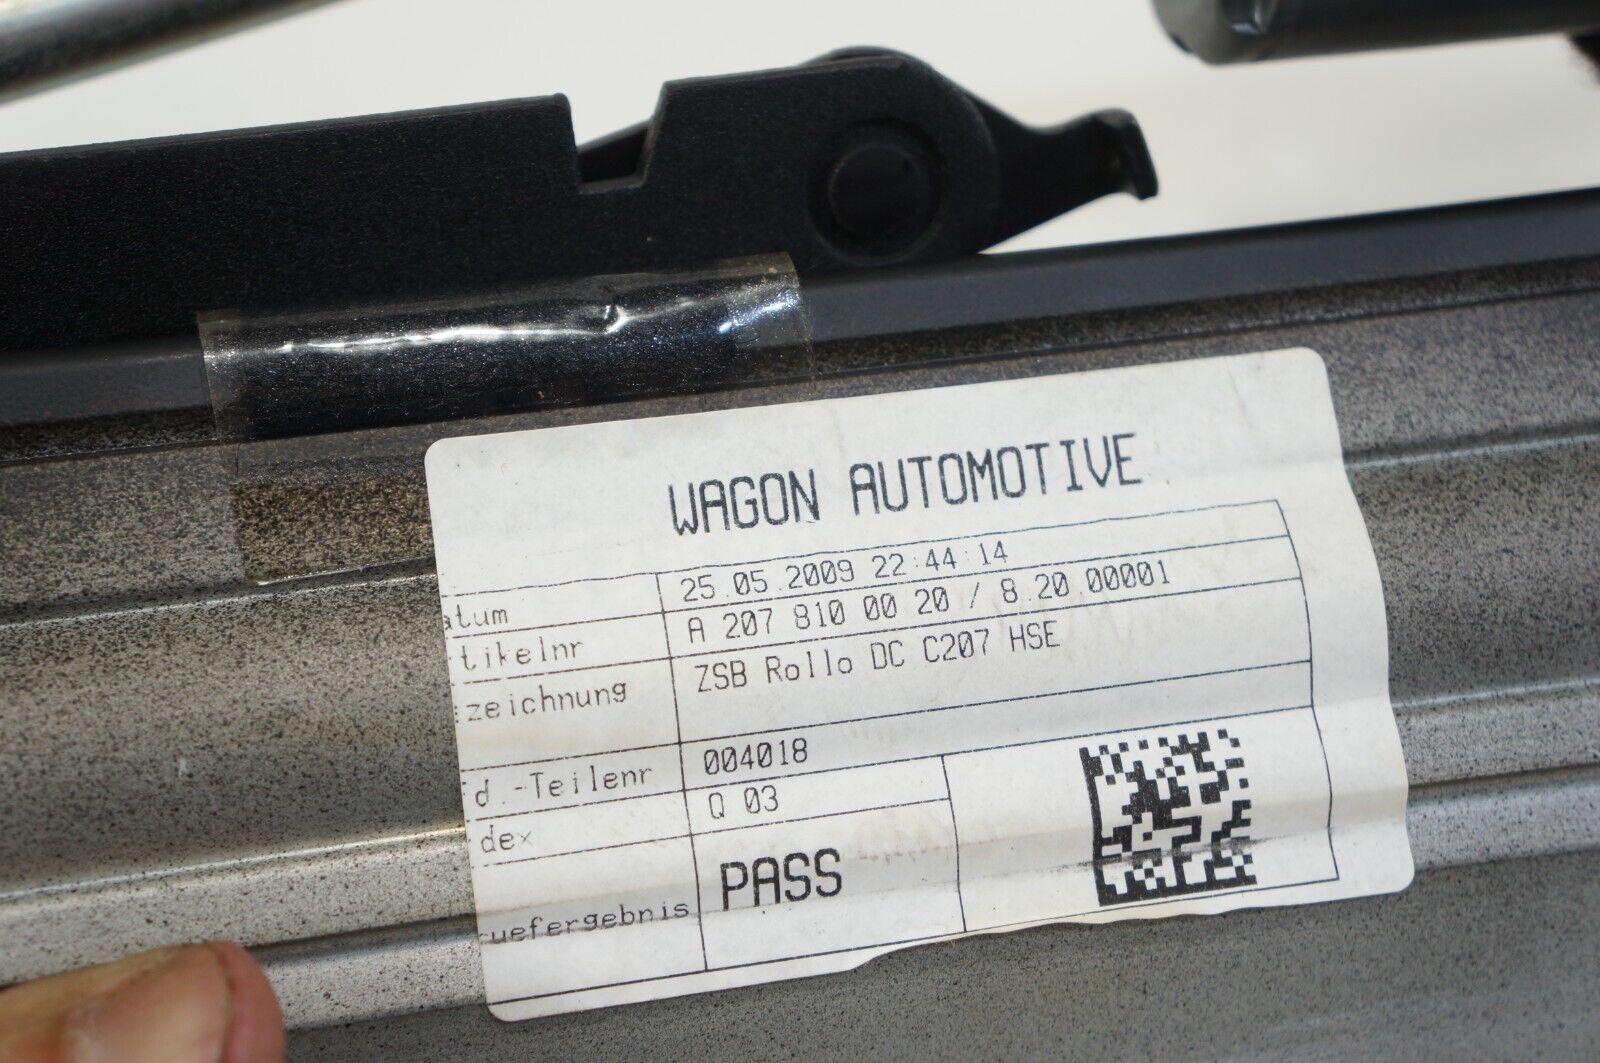 WAGON AUTOMOTIVE
atum 25.05.2009 22:44:14
tikelnr A 207 810 00 20 / 8.20.00001
zeichnung ZSB Rollo DC C207 HSE
d.-Teilenr 004018
dex Q 03
uefergebnis PASS